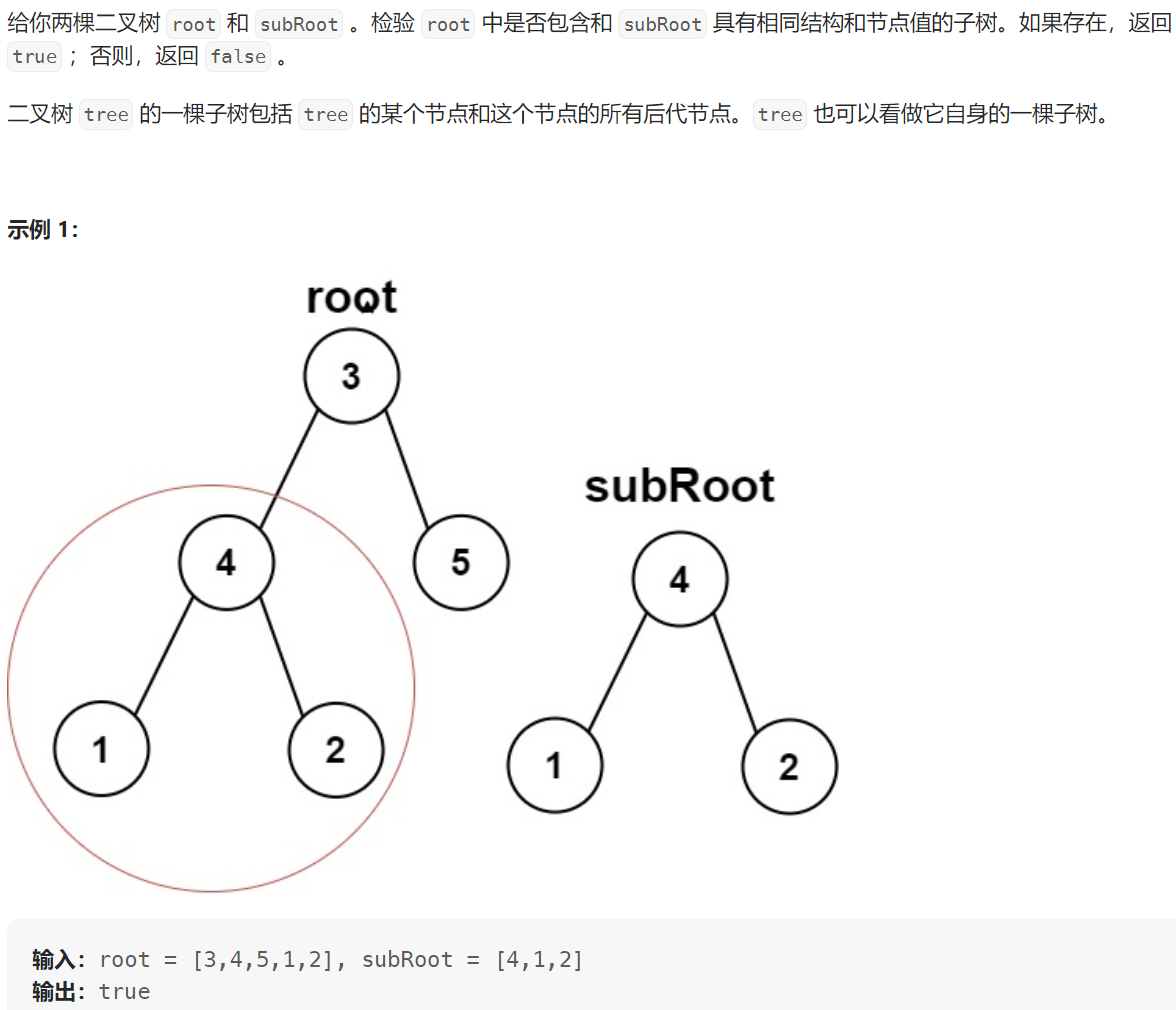 给你两棵二叉树 root 和 subRoot 。检验 root 中是否包含和 subRoot 具有相同结构和节点值的子树。如果存在，返回
true ；否则，返回 false 。
二叉树 tree 的一棵子树包括 tree 的某个节点和这个节点的所有后代节点。tree 也可以看做它自身的一棵子树。
示例 1：
root
3
subRoot
4 5 4
1 2 1 2
输入：root = [3,4,5,1,2], subRoot = [4,1,2]
输出：true